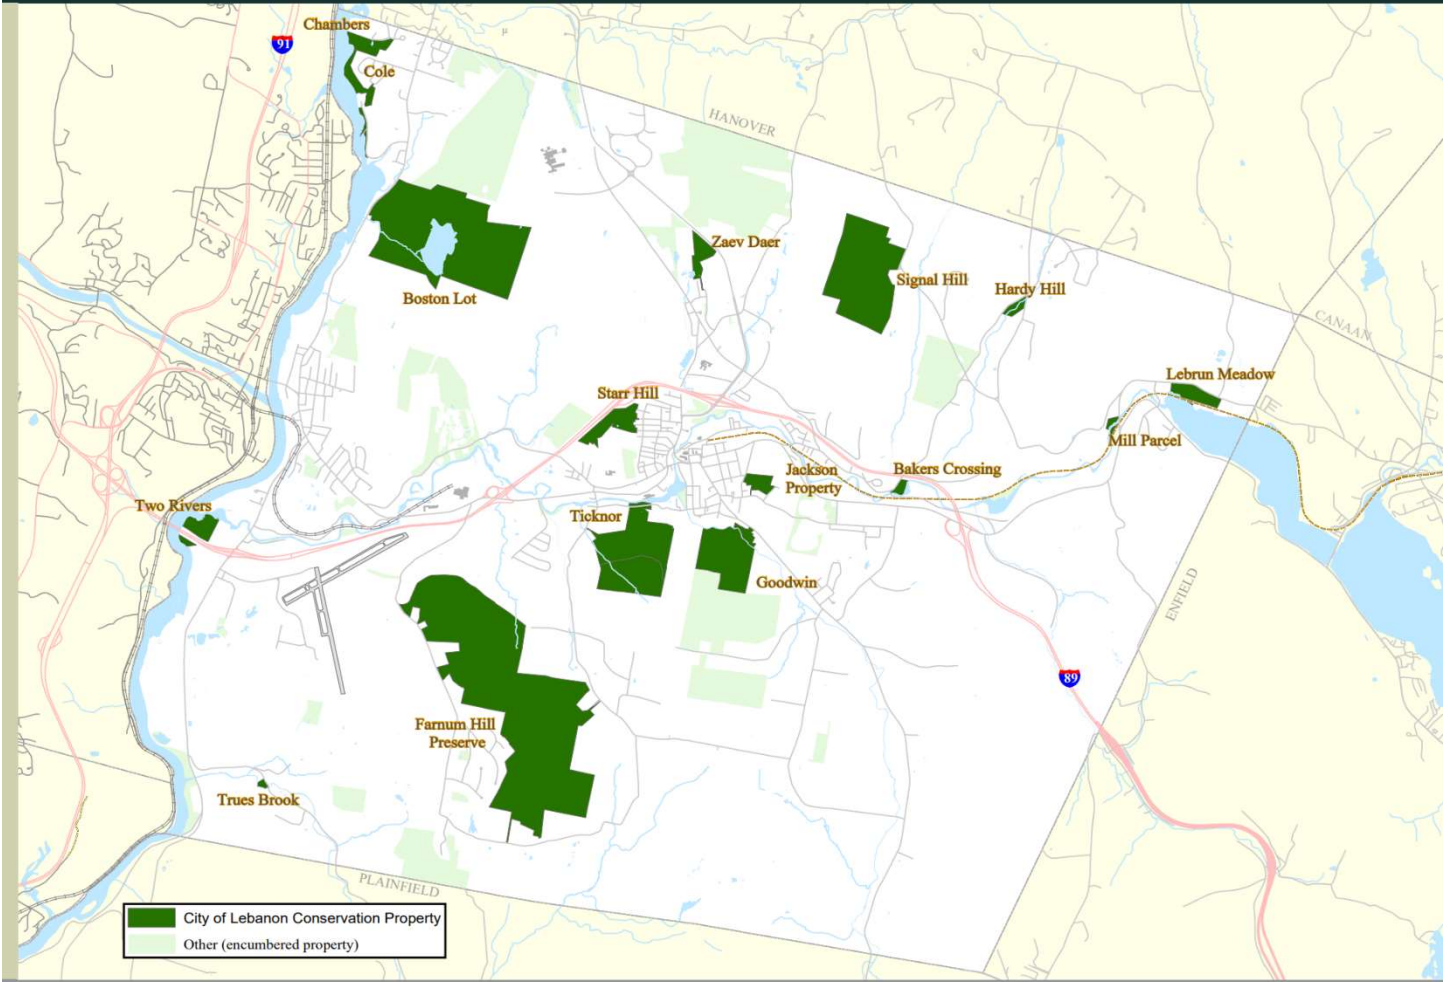 Chambers
91
Cole
HANOVER
Zaev Daer
Signal Hill
Hardy Hill
Boston Lot
CANAAN
Lebrun Meadow
Starr Hill
Mill Parcel
Jackson
Property
Bakers Crossing
Two Rivers
Ticknor
Goodwin
ENFIELD
89
Farnum Hill
Preserve
Trues Brook
PLAINFIELD
City of Lebanon Conservation Property
Other (encumbered property)